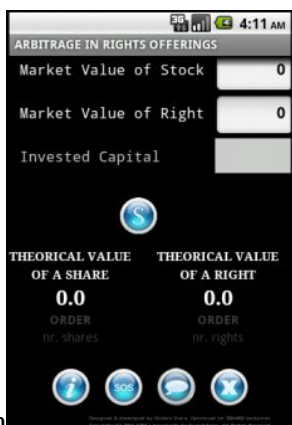 3G 4:11 AM
ARBITRAGE IN RIGHTS OFFERINGS
Market Value of Stock 0
Market Value of Right 0
Invested Capital
S
THEORICAL VALUE OF A SHARE
THEORICAL VALUE OF A RIGHT
0.0 0.0
ORDER ORDER
nr. shares nr. rights
i SOS X